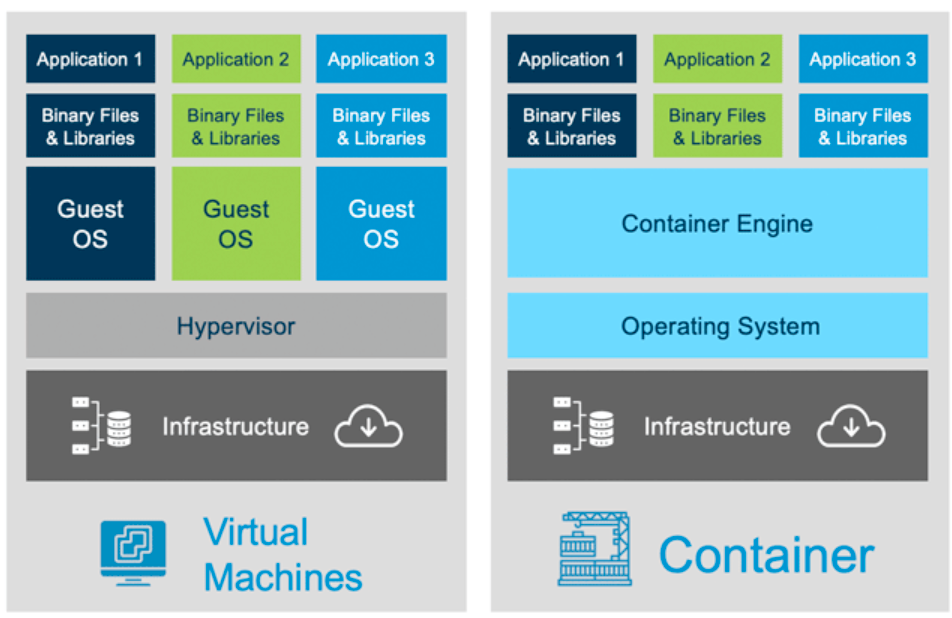 Application 1
Application 2
Application 3
Binary Files
& Libraries
Binary Files
& Libraries
Binary Files
& Libraries
Guest
OS
Guest
OS
Guest
OS
Hypervisor
Infrastructure
Virtual
Machines
Application 1
Application 2
Application 3
Binary Files
& Libraries
Binary Files
& Libraries
Binary Files
& Libraries
Container Engine
Operating System
Infrastructure
Container